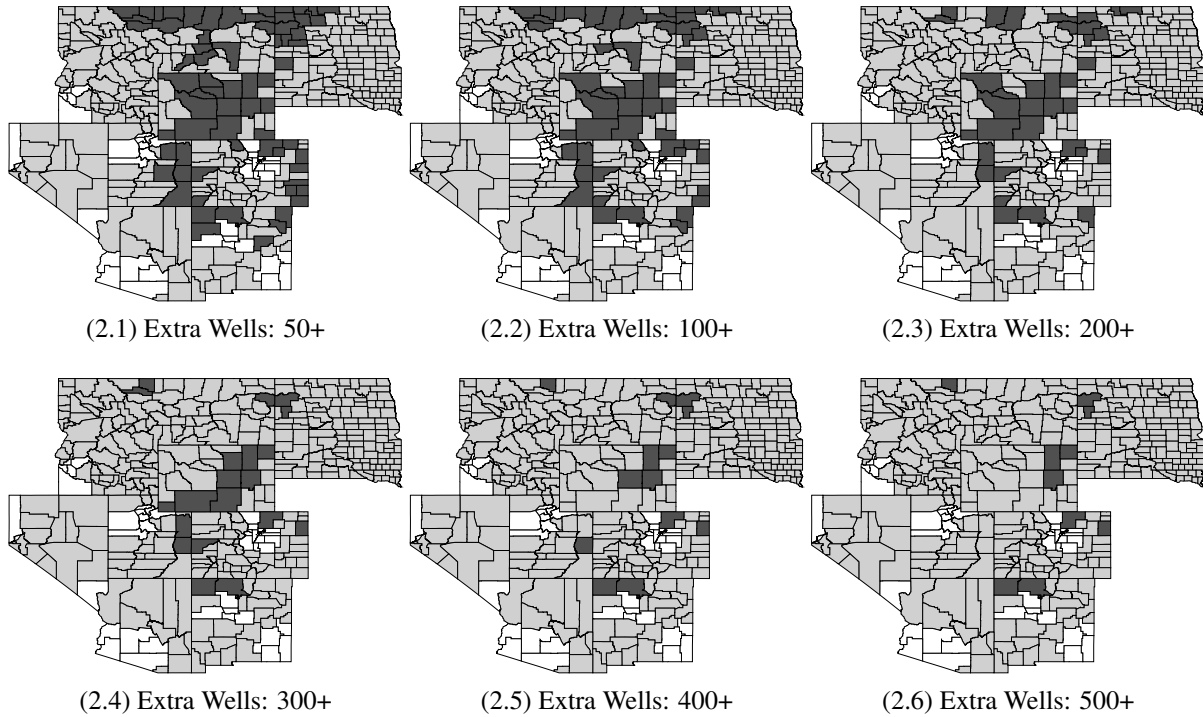 (2.1) Extra Wells: 50+
(2.2) Extra Wells: 100+
(2.3) Extra Wells: 200+
(2.4) Extra Wells: 300+
(2.5) Extra Wells: 400+
(2.6) Extra Wells: 500+